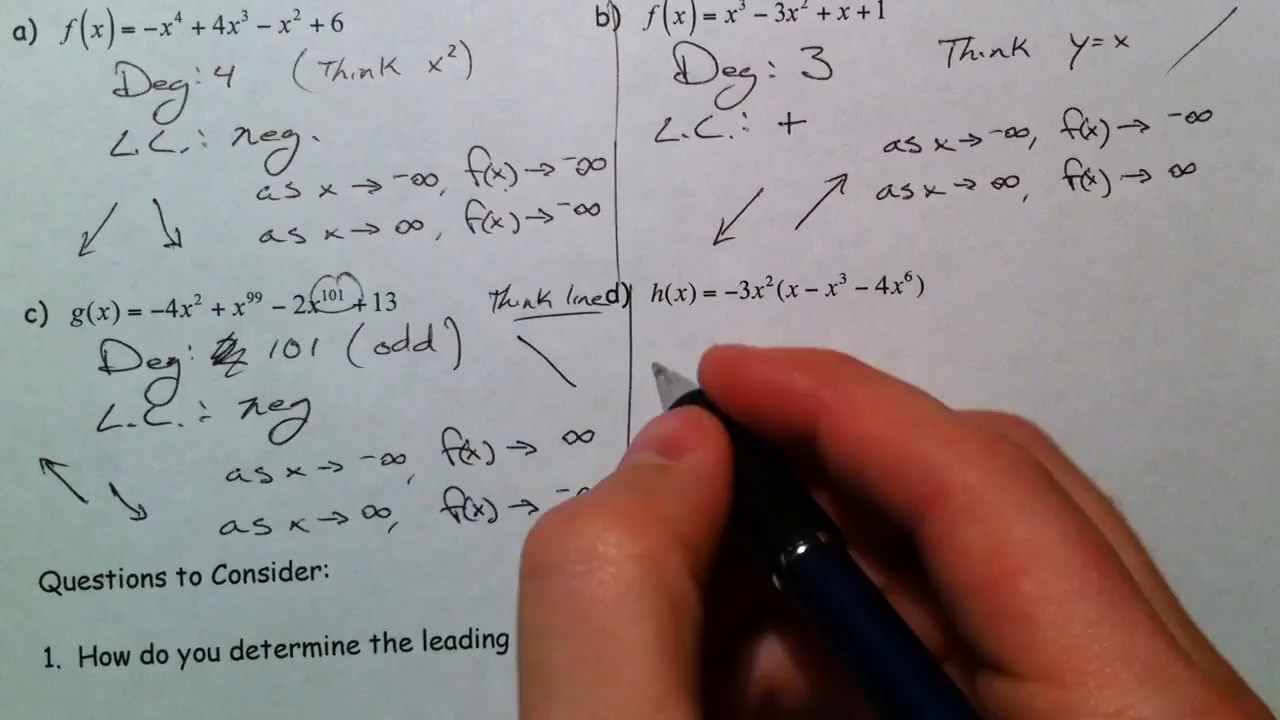 a) f(x) = −x⁴ + 4x³ − x² + 6
Deg: 4 (Think x²)
L.C.: neg.
as x → −∞, f(x) → −∞
as x → ∞, f(x) → −∞
b) f(x) = x³ − 3x² + x + 1
Deg: 3 Think y = x
L.C.: +
as x → −∞, f(x) → −∞
as x → ∞, f(x) → ∞
c) g(x) = −4x² + x⁹⁹ − 2x¹⁰¹ + 13
Think line
Deg: 101 (odd)
L.C.: neg
as x → −∞, f(x) → ∞
as x → ∞, f(x) → −
d) h(x) = −3x²(x − x³ − 4x⁶)
Questions to Consider:
1. How do you determine the leading